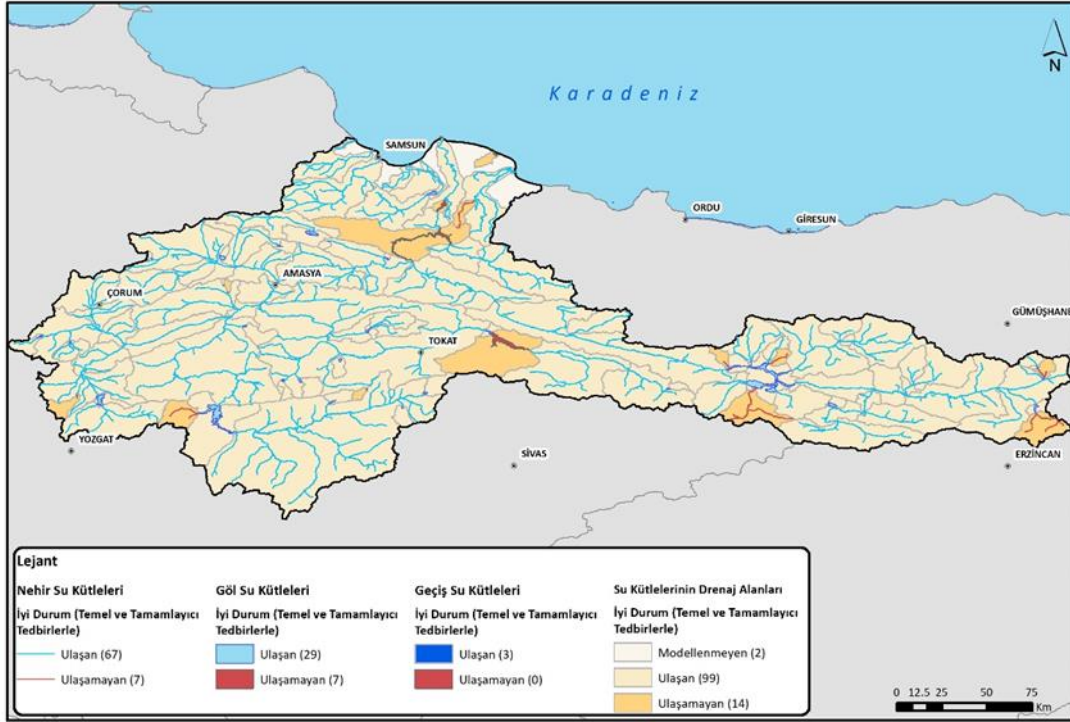 N
Karadeniz
SAMSUN
ORDU
GİRESUN
AMASYA
ÇORUM
GÜMÜŞHANE
TOKAT
YOZGAT
SİVAS
ERZİNCAN
Lejant
Nehir Su Kütleleri
İyi Durum (Temel ve Tamamlayıcı
Tedbirlerle)
Ulaşan (67)
Ulaşamayan (7)
Göl Su Kütleleri
İyi Durum (Temel ve Tamamlayıcı
Tedbirlerle)
Ulaşan (29)
Ulaşamayan (7)
Geçiş Su Kütleleri
İyi Durum (Temel ve Tamamlayıcı
Tedbirlerle)
Ulaşan (3)
Ulaşamayan (0)
Su Kütlelerinin Drenaj Alanları
İyi Durum (Temel ve Tamamlayıcı
Tedbirlerle)
Modellenmeyen (2)
Ulaşan (99)
Ulaşamayan (14)
0 12.5 25 50 75
Km